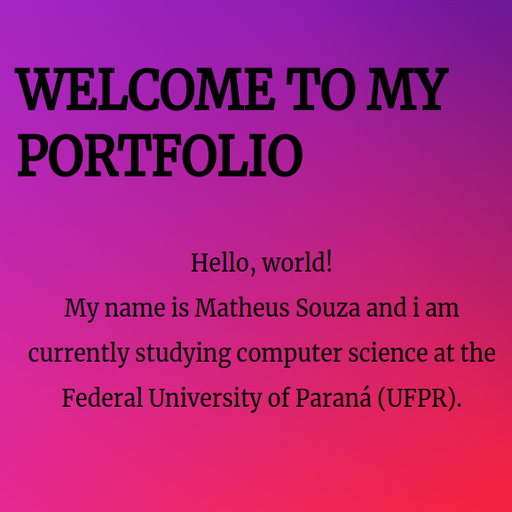 WELCOME TO MY
PORTFOLIO
Hello, world!
My name is Matheus Souza and i am
currently studying computer science at the
Federal University of Paraná (UFPR).